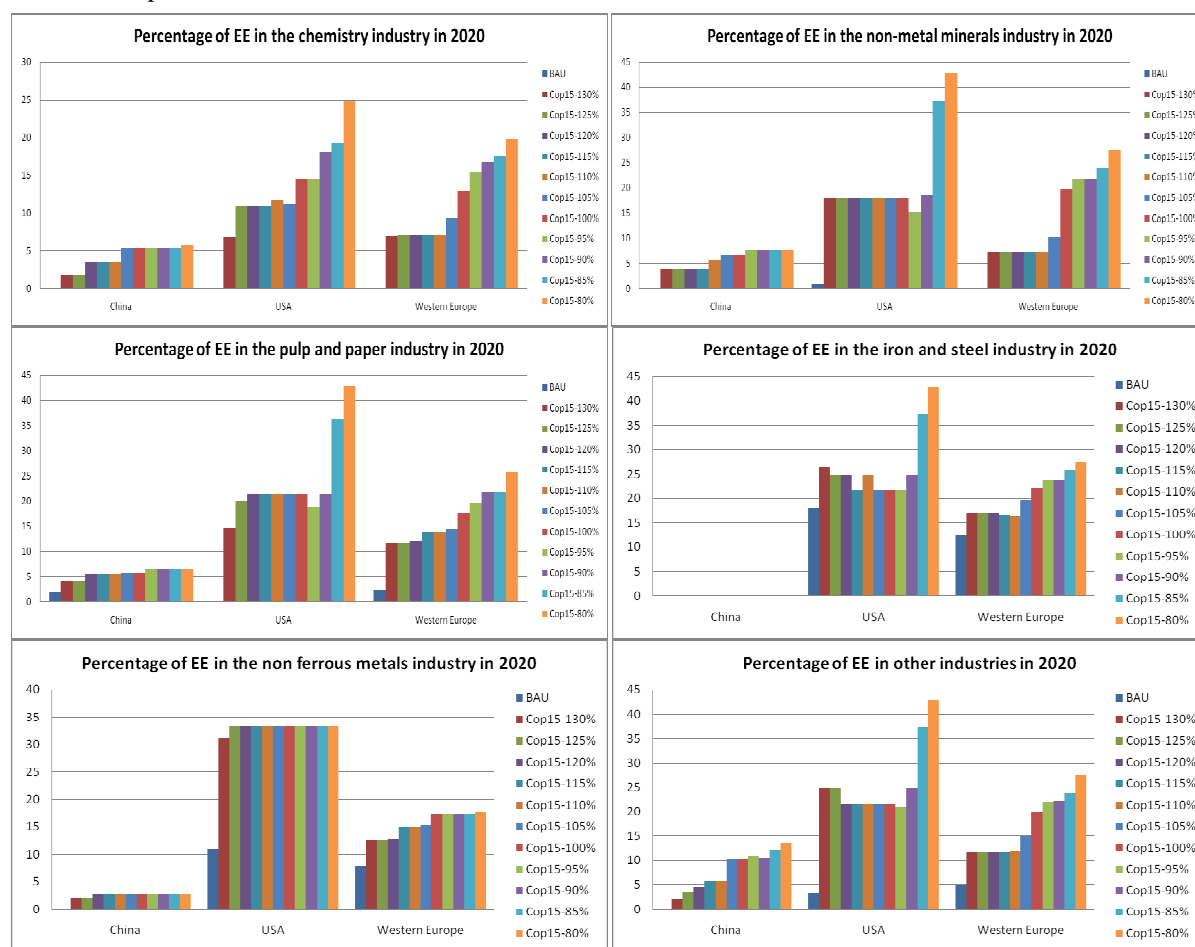 Percentage of EE in the chemistry industry in 2020
30
25
20
15
10
5
0
China
USA
Western Europe
BAU
Cop15-130%
Cop15-125%
Cop15-120%
Cop15-115%
Cop15-110%
Cop15-105%
Cop15-100%
Cop15-95%
Cop15-90%
Cop15-85%
Cop15-80%
Percentage of EE in the non-metal minerals industry in 2020
45
40
35
30
25
20
15
10
5
0
China
USA
Western Europe
BAU
Cop15-130%
Cop15-125%
Cop15-120%
Cop15-115%
Cop15-110%
Cop15-105%
Cop15-100%
Cop15-95%
Cop15-90%
Cop15-85%
Cop15-80%
Percentage of EE in the pulp and paper industry in 2020
45
40
35
30
25
20
15
10
5
0
China
USA
Western Europe
BAU
Cop15-130%
Cop15-125%
Cop15-120%
Cop15-115%
Cop15-110%
Cop15-105%
Cop15-100%
Cop15-95%
Cop15-90%
Cop15-85%
Cop15-80%
Percentage of EE in the iron and steel industry in 2020
45
40
35
30
25
20
15
10
5
0
China
USA
Western Europe
BAU
Cop15-130%
Cop15-125%
Cop15-120%
Cop15-115%
Cop15-110%
Cop15-105%
Cop15-100%
Cop15-95%
Cop15-90%
Cop15-85%
Cop15-80%
Percentage of EE in the non ferrous metals industry in 2020
40
35
30
25
20
15
10
5
0
China
USA
Western Europe
BAU
Cop15-130%
Cop15-125%
Cop15-120%
Cop15-115%
Cop15-110%
Cop15-105%
Cop15-100%
Cop15-95%
Cop15-90%
Cop15-85%
Cop15-80%
Percentage of EE in other industries in 2020
45
40
35
30
25
20
15
10
5
0
China
USA
Western Europe
BAU
Cop15-130%
Cop15-125%
Cop15-120%
Cop15-115%
Cop15-110%
Cop15-105%
Cop15-100%
Cop15-95%
Cop15-90%
Cop15-85%
Cop15-80%